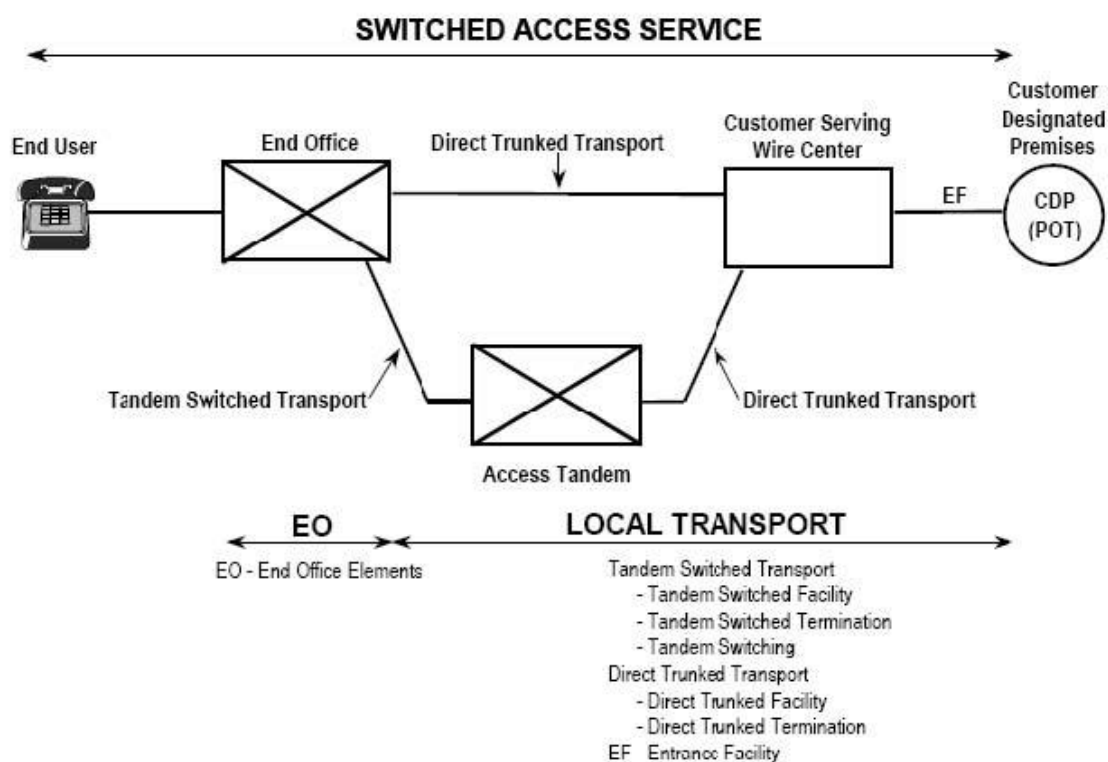 SWITCHED ACCESS SERVICE
End User
End Office
Direct Trunked Transport
Customer Serving
Wire Center
Customer
Designated
Premises
EF
CDP
(POT)
Tandem Switched Transport
Direct Trunked Transport
Access Tandem
EO
LOCAL TRANSPORT
EO - End Office Elements
Tandem Switched Transport
- Tandem Switched Facility
- Tandem Switched Termination
- Tandem Switching
Direct Trunked Transport
- Direct Trunked Facility
- Direct Trunked Termination
EF Entrance Facility